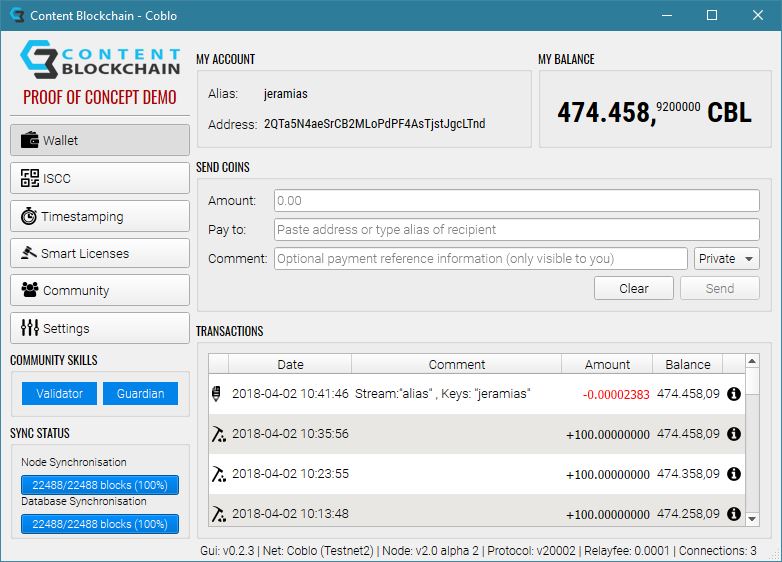 Content Blockchain - Coblo
CONTENT
BLOCKCHAIN
PROOF OF CONCEPT DEMO
Wallet
ISCC
Timestamping
Smart Licenses
Community
Settings
COMMUNITY SKILLS
Validator Guardian
SYNC STATUS
Node Synchronisation
22488/22488 blocks (100%)
Database Synchronisation
22488/22488 blocks (100%)
MY ACCOUNT
Alias: jeramias
Address: 2QTa5N4aeSrCB2MLoPdPF4AsTjstJgcLTnd
MY BALANCE
474.458,9200000 CBL
SEND COINS
Amount: 0.00
Pay to: Paste address or type alias of recipient
Comment: Optional payment reference information (only visible to you) Private
Clear Send
TRANSACTIONS
Date Comment Amount Balance
2018-04-02 10:41:46 Stream:"alias" , Keys: "jeramias" -0.00002383 474.458,09
2018-04-02 10:35:56 +100.00000000 474.458,09
2018-04-02 10:23:55 +100.00000000 474.358,09
2018-04-02 10:13:48 +100.00000000 474.258,09
Gui: v0.2.3 | Net: Coblo (Testnet2) | Node: v2.0 alpha 2 | Protocol: v20002 | Relayfee: 0.0001 | Connections: 3